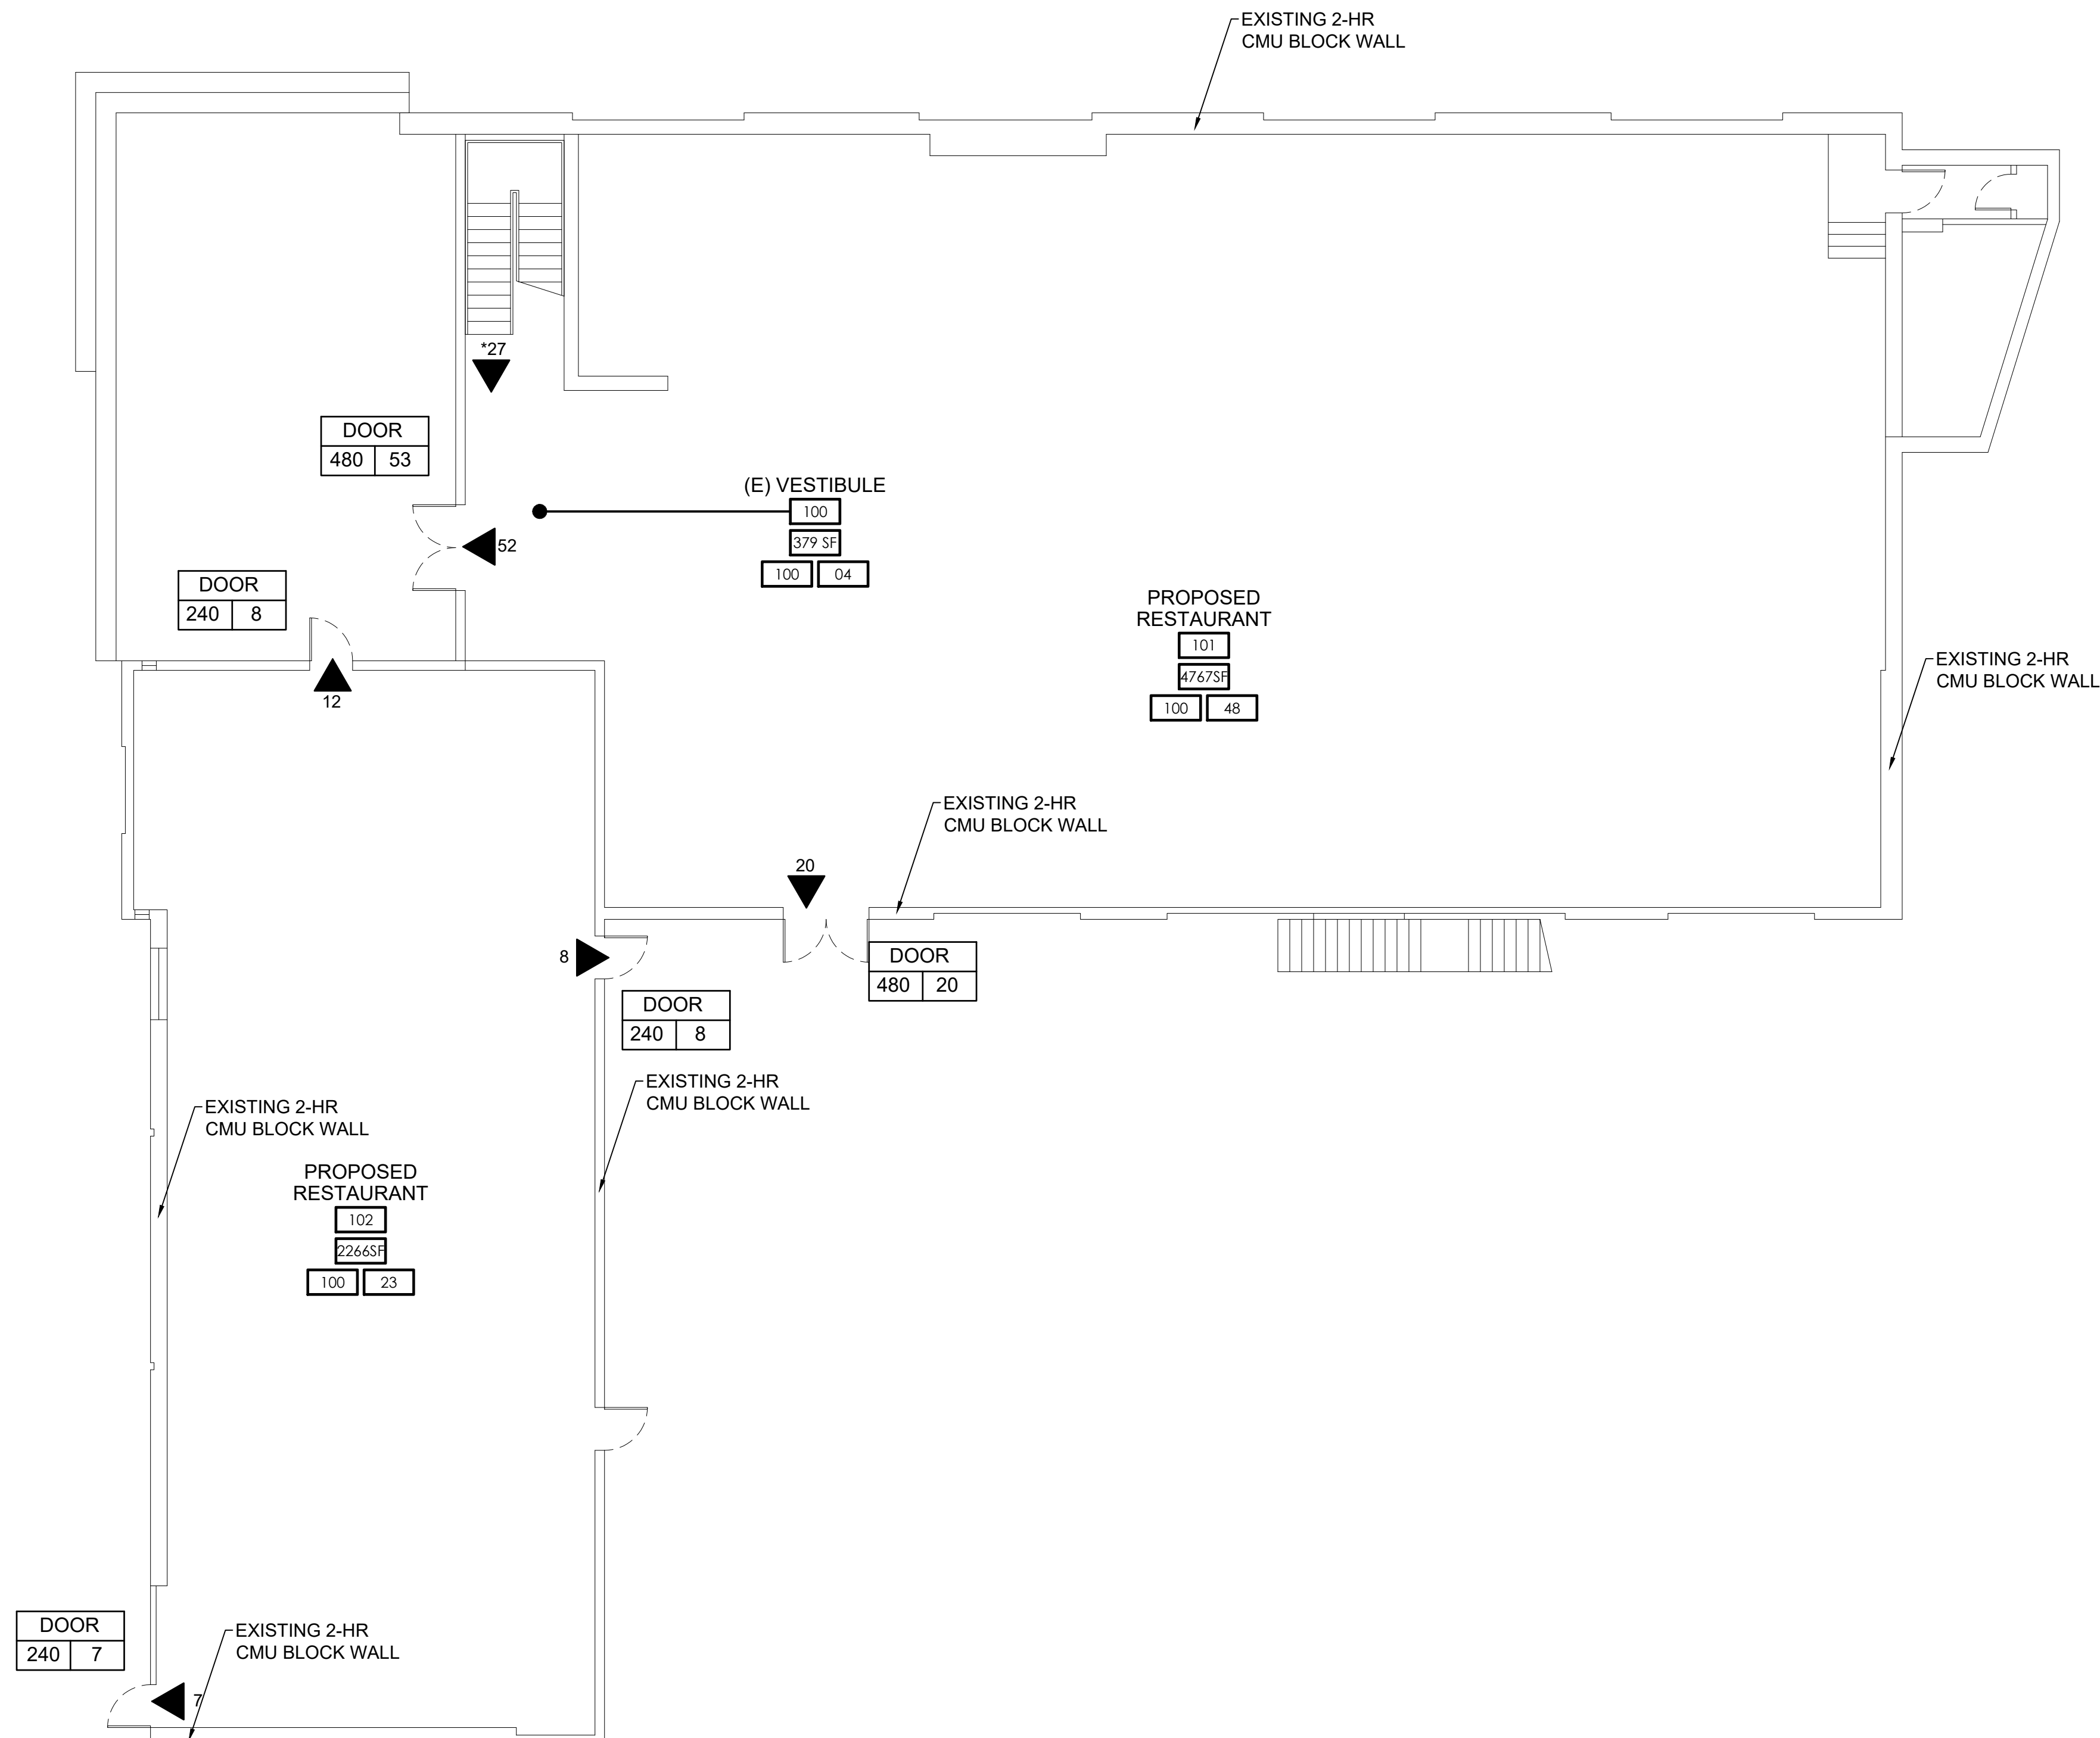 EXISTING 2-HR
CMU BLOCK WALL
*27
DOOR
480 53
(E) VESTIBULE
100
379 SF
100 04
52
DOOR
240 8
12
PROPOSED
RESTAURANT
101
4767SF
100 48
EXISTING 2-HR
CMU BLOCK WALL
EXISTING 2-HR
CMU BLOCK WALL
20
8
DOOR
480 20
DOOR
240 8
EXISTING 2-HR
CMU BLOCK WALL
EXISTING 2-HR
CMU BLOCK WALL
PROPOSED
RESTAURANT
102
2266SF
100 23
DOOR
240 7
EXISTING 2-HR
CMU BLOCK WALL
7